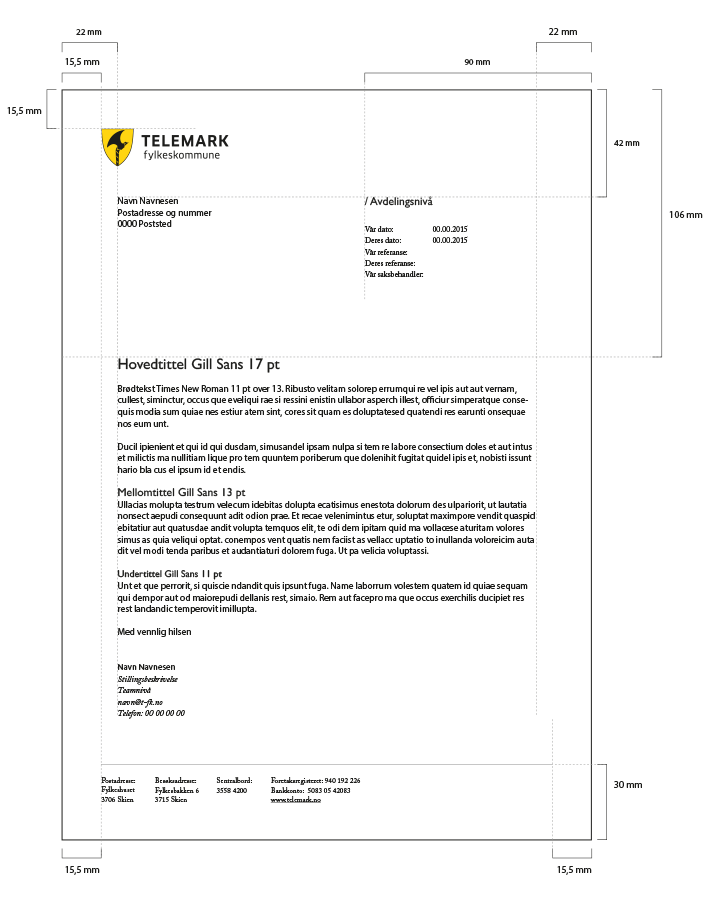 22 mm
22 mm
15,5 mm
90 mm
15,5 mm
42 mm
106 mm
TELEMARK
fylkeskommune
Navn Navnesen
Postadresse og nummer
0000 Poststed
/ Avdelingsnivå
Vår dato: 00.00.2015
Deres dato: 00.00.2015
Vår referanse:
Deres referanse:
Vår saksbehandler:
Hovedtittel Gill Sans 17 pt
Brødtekst Times New Roman 11 pt over 13. Ribusto velitam solorep errumqui re vel ipis aut aut vernam,
cullest, siminctur, occus que eveliqui rae si ressini enistin ullabor asperch illest, officiur simperatque conse-
quis modia sum quiae nes estiur atem sint, cores sit quam es doluptatesed quatendi res earunti onsequae
nos eum unt.
Ducil ipienient et qui id qui dusdam, simusandel ipsam nulpa si tem re labore consectium doles et aut intus
et milictis ma nullitiam lique pro tem quuntem poriberum que dolenihit fugitat quidel ipis et, nobisti issunt
hario bla cus el ipsum id et endis.
Mellomtittel Gill Sans 13 pt
Ullacias molupta testrum velecum idebitas dolupta ecatisimus enestota dolorum des ulpariorit, ut lautatia
nonsect aepudi consequunt adit odion prae. Et recae velenimintus etur, soluptat maximpore vendit quaspid
ebitatiur aut quatusdae andit volupta temquos elit, te odi dem ipitam quid ma vollacese aturitam volores
simus as quia veliqui optat. conempos vent quatis nem faciist as vellacc uptatio to inullanda voloreicim auta
dit vel modi tenda paribus et audantiaturi dolorem fuga. Ut pa velicia voluptassi.
Undertittel Gill Sans 11 pt
Unt et que perrorit, si quiscie ndandit quis ipsunt fuga. Name laborrum volestem quatem id quiae sequam
qui dempor aut od maiorepudi dellanis rest, simaio. Rem aut facepro ma que occus exerchilis ducipiet res
rest landandic temperovit imillupta.
Med vennlig hilsen
Navn Navnesen
Stillingsbeskrivelse
Teamnivå
navn@t-fk.no
Telefon: 00 00 00 00
Postadresse: Besøksadresse: Sentralbord: Foretaksregisteret: 940 192 226
Fylkeshuset Fylkesbakken 6 3558 4200 Bankkonto: 5083 05 42083
3706 Skien 3715 Skien www.telemark.no
30 mm
15,5 mm
15,5 mm